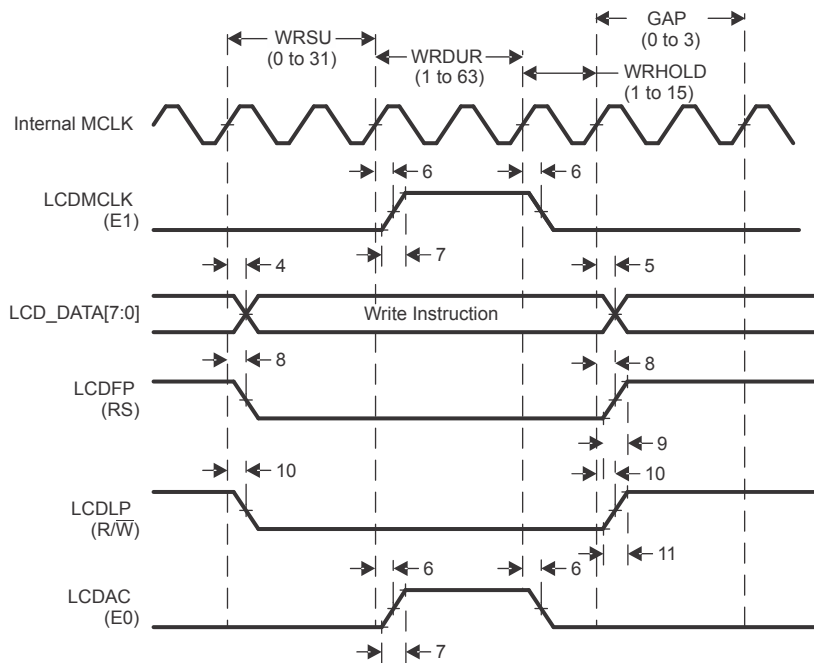 WRSU
(0 to 31)
WRDUR
(1 to 63)
GAP
(0 to 3)
WRHOLD
(1 to 15)
Internal MCLK
6
6
LCDMCLK
(E1)
7
4
5
LCD_DATA[7:0]
Write Instruction
8
8
LCDFP
(RS)
9
10
10
LCDLP
(R/W̅)
11
6
6
LCDAC
(E0)
7